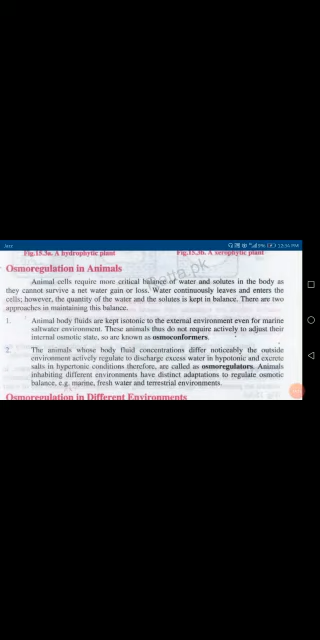 Fig.15.3a. A hydrophytic plant Fig.15.3b. A xerophytic plant
Osmoregulation in Animals
Animal cells require more critical balance of water and solutes in the body as
they cannot survive a net water gain or loss. Water continuously leaves and enters the
cells; however, the quantity of the water and the solutes is kept in balance. There are two
approaches in maintaining this balance.
1. Animal body fluids are kept isotonic to the external environment even for marine
saltwater environment. These animals thus do not require actively to adjust their
internal osmotic state, so are known as osmoconformers.
2. The animals whose body fluid concentrations differ noticeably the outside
environment actively regulate to discharge excess water in hypotonic and excrete
salts in hypertonic conditions therefore, are called as osmoregulators. Animals
inhabiting different environments have distinct adaptations to regulate osmotic
balance, e.g. marine, fresh water and terrestrial environments.
Osmoregulation in Different Environments